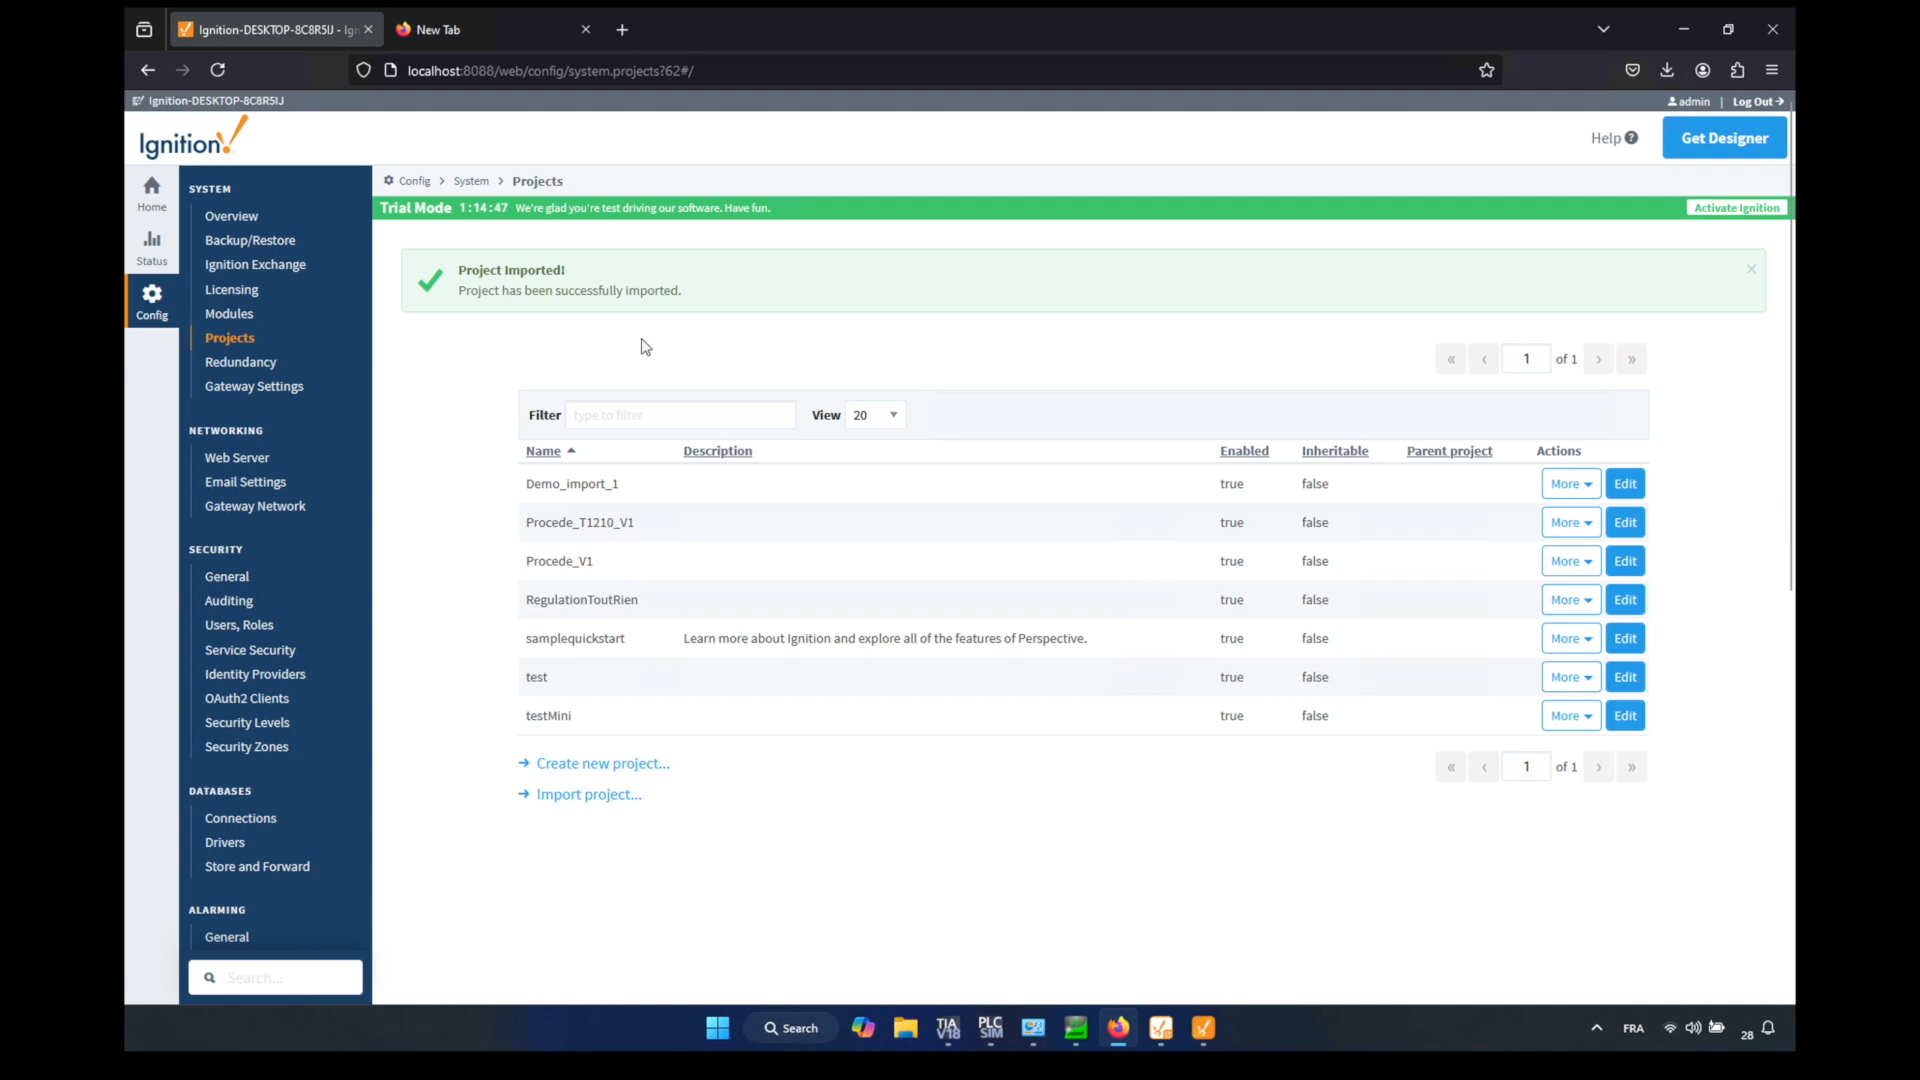 Ignition-DESKTOP-8C8R5IJ - Ign
New Tab
localhost:8088/web/config/system.projects?62#/
Ignition-DESKTOP-8C8R5IJ
admin | Log Out
Ignition!
Help
Get Designer
Home
Status
Config
SYSTEM
Overview
Backup/Restore
Ignition Exchange
Licensing
Modules
Projects
Redundancy
Gateway Settings
NETWORKING
Web Server
Email Settings
Gateway Network
SECURITY
General
Auditing
Users, Roles
Service Security
Identity Providers
OAuth2 Clients
Security Levels
Security Zones
DATABASES
Connections
Drivers
Store and Forward
ALARMING
General
Search...
Config > System > Projects
Trial Mode 1:14:47 We're glad you're test driving our software. Have fun.
Activate Ignition
Project Imported!
Project has been successfully imported.
« ‹ 1 of 1 › »
Filter type to filter View 20
Name Description Enabled Inheritable Parent project Actions
Demo_import_1 true false More Edit
Procede_T1210_V1 true false More Edit
Procede_V1 true false More Edit
RegulationToutRien true false More Edit
samplequickstart Learn more about Ignition and explore all of the features of Perspective. true false More Edit
test true false More Edit
testMini true false More Edit
Create new project...
Import project...
« ‹ 1 of 1 › »
Search
TIA V18
PLC SIM
FRA
28